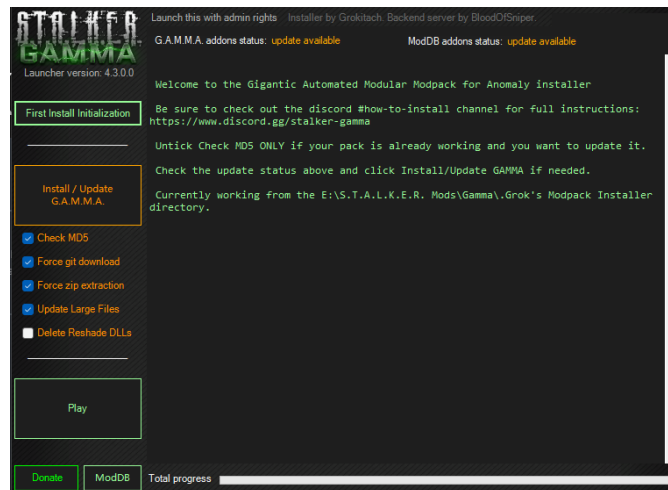 S.T.A.L.K.E.R.
GAMMA
Launcher version: 4.3.0.0
Launch this with admin rights Installer by Grokitach. Backend server by BloodOfSniper.
G.A.M.M.A. addons status: update available ModDB addons status: update available
First Install Initialization
Install / Update
G.A.M.M.A.
Check MD5
Force git download
Force zip extraction
Update Large Files
Delete Reshade DLLs
Play
Donate
ModDB
Welcome to the Gigantic Automated Modular Modpack for Anomaly installer
Be sure to check out the discord #how-to-install channel for full instructions:
https://www.discord.gg/stalker-gamma
Untick Check MD5 ONLY if your pack is already working and you want to update it.
Check the update status above and click Install/Update GAMMA if needed.
Currently working from the E:\S.T.A.L.K.E.R. Mods\Gamma\.Grok's Modpack Installer
directory.
Total progress